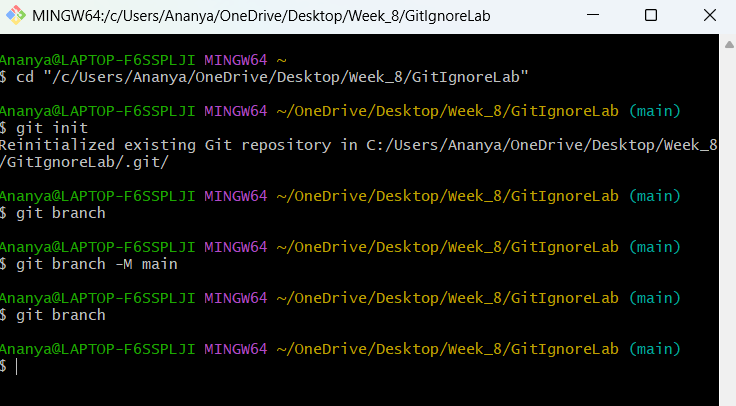 MINGW64:/c/Users/Ananya/OneDrive/Desktop/Week_8/GitIgnoreLab
Ananya@LAPTOP-F6SSPLJI MINGW64 ~
$ cd "/c/Users/Ananya/OneDrive/Desktop/Week_8/GitIgnoreLab"
Ananya@LAPTOP-F6SSPLJI MINGW64 ~/OneDrive/Desktop/Week_8/GitIgnoreLab (main)
$ git init
Reinitialized existing Git repository in C:/Users/Ananya/OneDrive/Desktop/Week_8
/GitIgnoreLab/.git/
Ananya@LAPTOP-F6SSPLJI MINGW64 ~/OneDrive/Desktop/Week_8/GitIgnoreLab (main)
$ git branch
Ananya@LAPTOP-F6SSPLJI MINGW64 ~/OneDrive/Desktop/Week_8/GitIgnoreLab (main)
$ git branch -M main
Ananya@LAPTOP-F6SSPLJI MINGW64 ~/OneDrive/Desktop/Week_8/GitIgnoreLab (main)
$ git branch
Ananya@LAPTOP-F6SSPLJI MINGW64 ~/OneDrive/Desktop/Week_8/GitIgnoreLab (main)
$